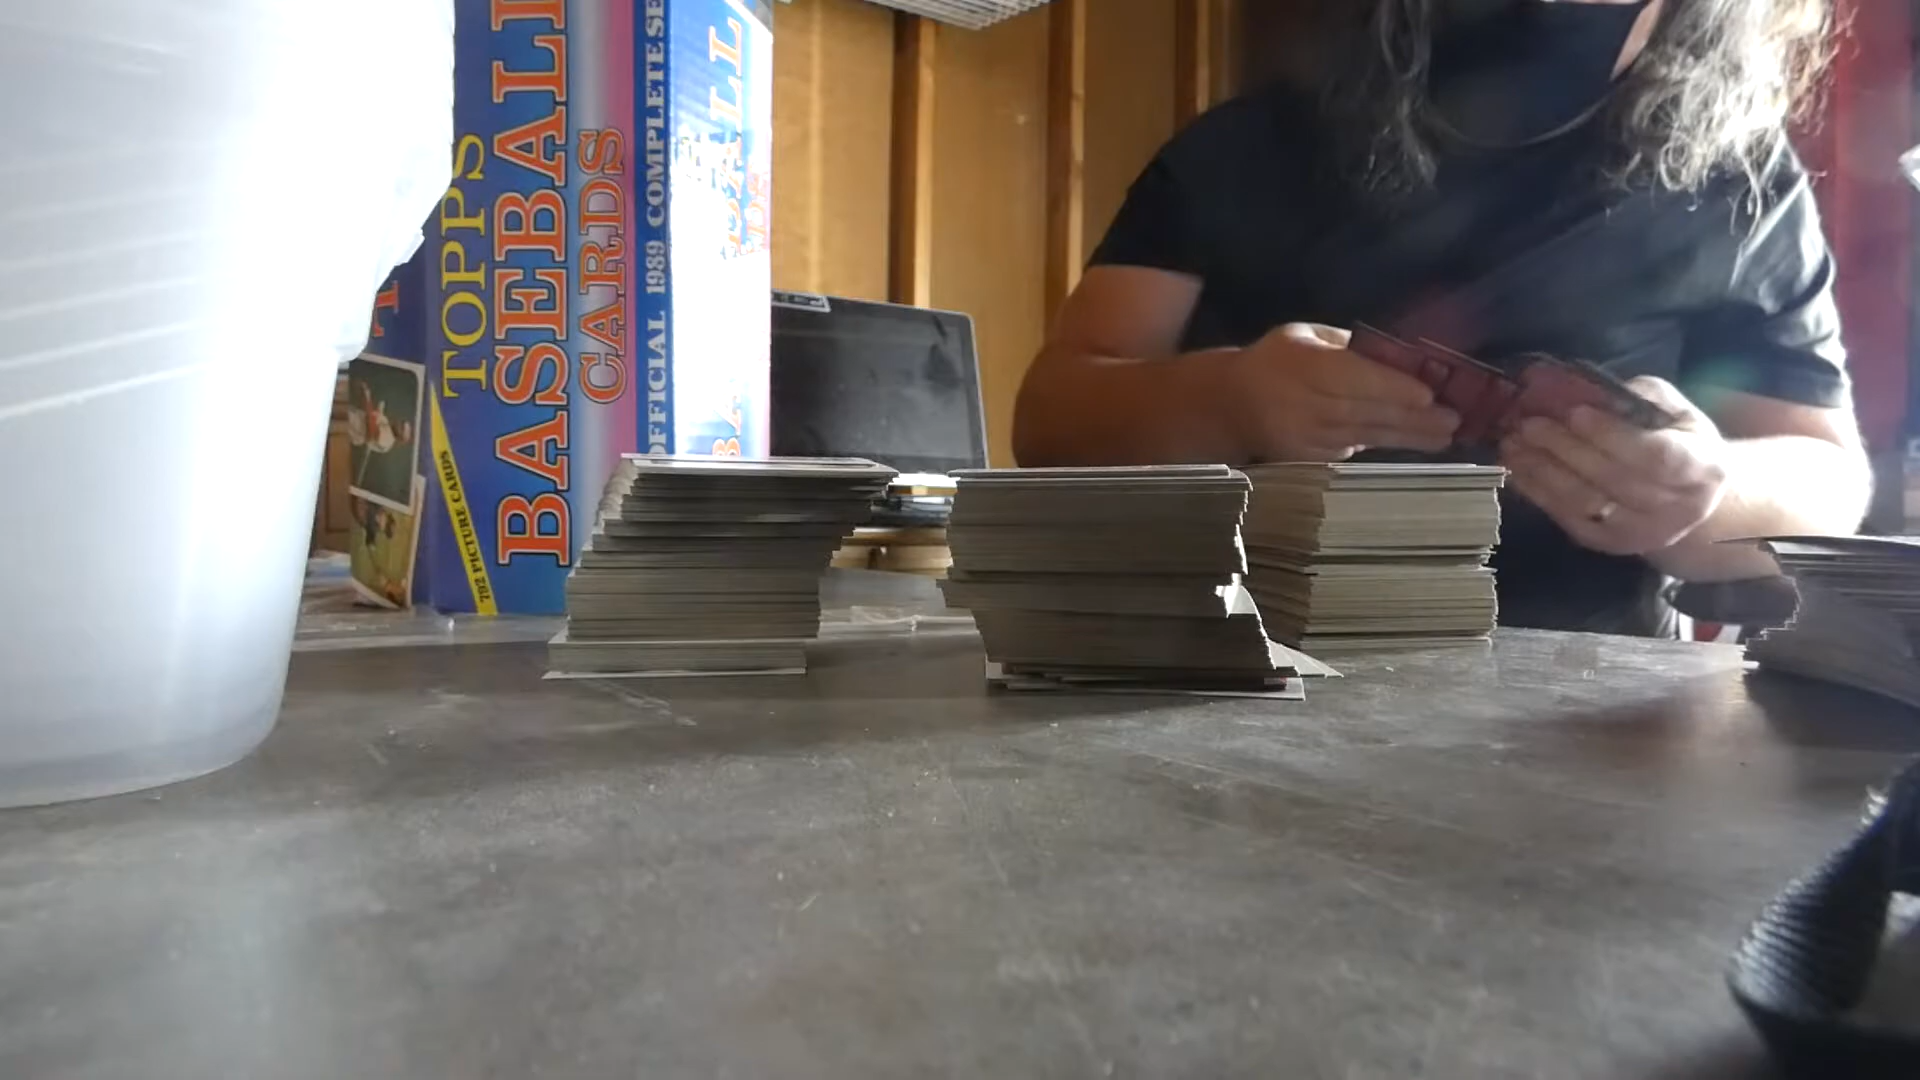 TOPPS
BASEBALL
CARDS
792 PICTURE CARDS
OFFICIAL 1989 COMPLETE SE